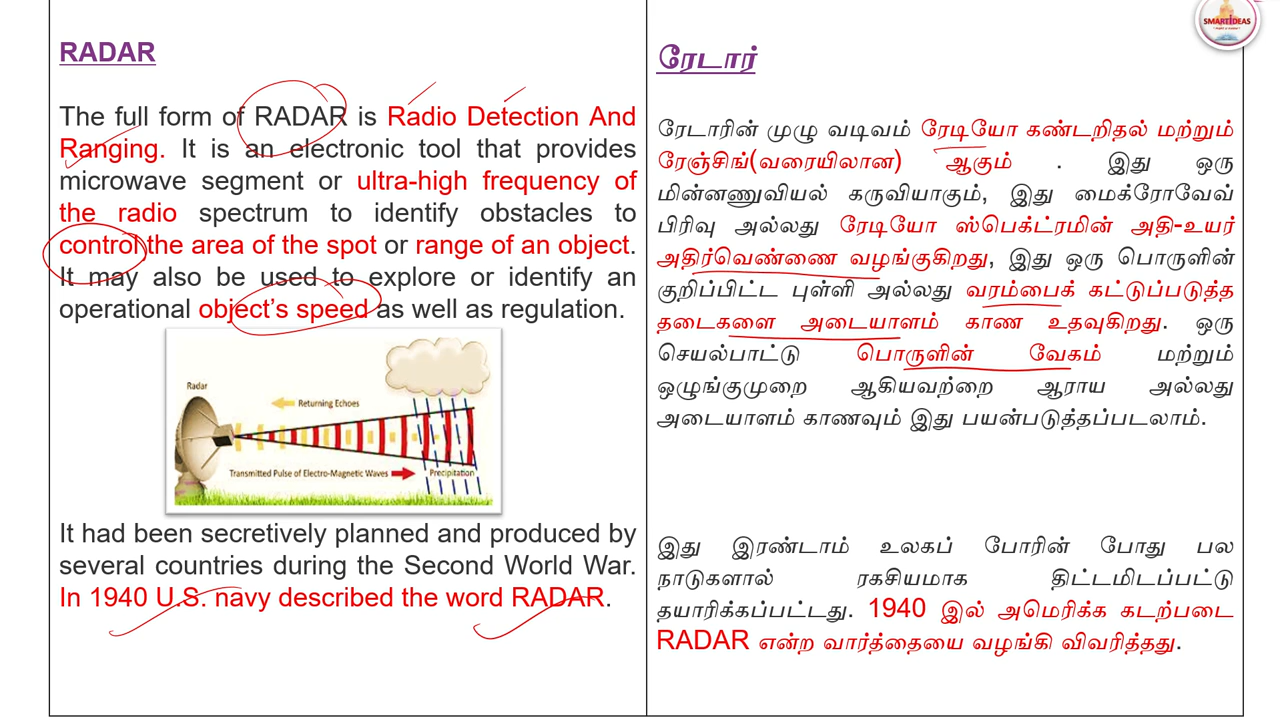 RADAR
The full form of RADAR is Radio Detection And
Ranging. It is an electronic tool that provides
microwave segment or ultra-high frequency of
the radio spectrum to identify obstacles to
control the area of the spot or range of an object.
It may also be used to explore or identify an
operational object's speed as well as regulation.
Radar
Returning Echoes
Transmitted Pulse of Electro-Magnetic Waves
Precipitation
It had been secretively planned and produced by
several countries during the Second World War.
In 1940 U.S. navy described the word RADAR.
SMARTIDEAS
ரேடார்
ரேடாரின் முழு வடிவம் ரேடியோ கண்டறிதல் மற்றும்
ரேஞ்சிங்(வரையிலான) ஆகும் . இது ஒரு
மின்னணுவியல் கருவியாகும், இது மைக்ரோவேவ்
பிரிவு அல்லது ரேடியோ ஸ்பெக்ட்ரமின் அதி-உயர்
அதிர்வெண்ணை வழங்குகிறது, இது ஒரு பொருளின்
குறிப்பிட்ட புள்ளி அல்லது வரம்பைக் கட்டுப்படுத்த
தடைகளை அடையாளம் காண உதவுகிறது. ஒரு
செயல்பாட்டு பொருளின் வேகம் மற்றும்
ஒழுங்குமுறை ஆகியவற்றை ஆராய அல்லது
அடையாளம் காணவும் இது பயன்படுத்தப்படலாம்.
இது இரண்டாம் உலகப் போரின் போது பல
நாடுகளால் ரகசியமாக திட்டமிடப்பட்டு
தயாரிக்கப்பட்டது. 1940 இல் அமெரிக்க கடற்படை
RADAR என்ற வார்த்தையை வழங்கி விவரித்தது.